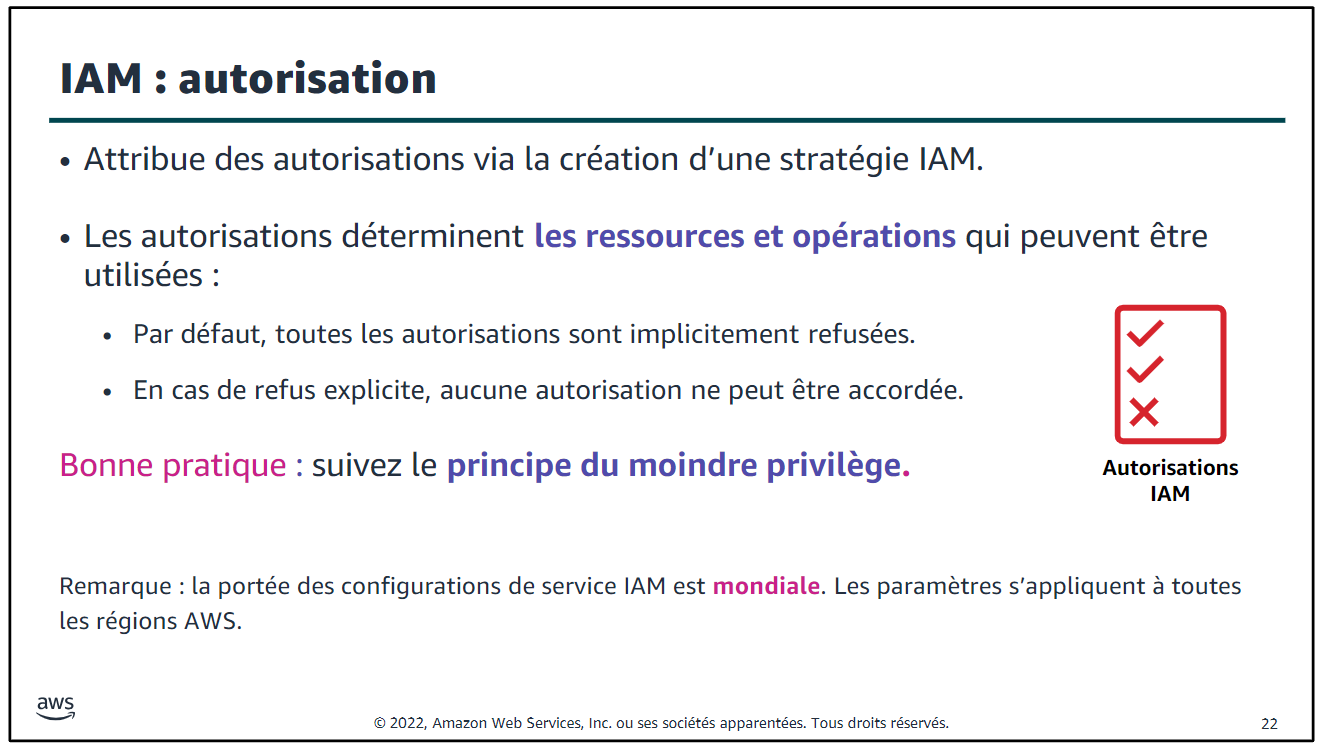 IAM : autorisation
• Attribue des autorisations via la création d’une stratégie IAM.
• Les autorisations déterminent les ressources et opérations qui peuvent être
utilisées :
• Par défaut, toutes les autorisations sont implicitement refusées.
• En cas de refus explicite, aucune autorisation ne peut être accordée.
Bonne pratique : suivez le principe du moindre privilège.
Autorisations
IAM
Remarque : la portée des configurations de service IAM est mondiale. Les paramètres s’appliquent à toutes
les régions AWS.
aws
© 2022, Amazon Web Services, Inc. ou ses sociétés apparentées. Tous droits réservés.
22